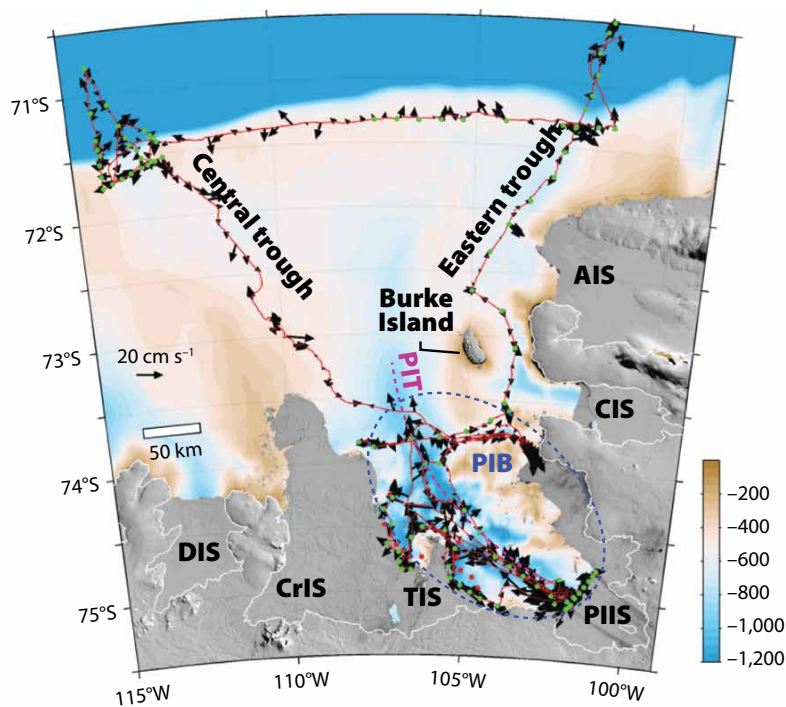 71°S
72°S
73°S
74°S
75°S
115°W
110°W
105°W
100°W
Central trough
Eastern trough
AIS
Burke
Island
PIT
20 cm s⁻¹
50 km
CIS
PIB
DIS
CrIS
TIS
PIIS
−200
−400
−600
−800
−1,000
−1,200